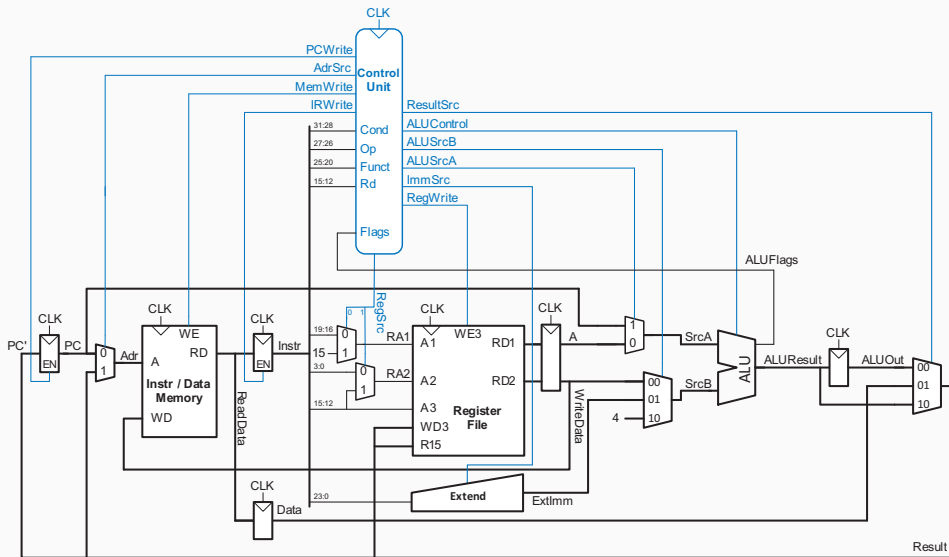 CLK
PCWrite
AdrSrc
MemWrite
IRWrite
Control
Unit
ResultSrc
ALUControl
ALUSrcB
ALUSrcA
ImmSrc
RegWrite
31:28
Cond
27:26
Op
25:20
Funct
15:12
Rd
Flags
ALUFlags
RegSrc
0 1
CLK
CLK
CLK
CLK
CLK
CLK
PC'
EN
PC
0
1
Adr
WE
A
RD
Instr / Data
Memory
WD
ReadData
EN
Instr
19:16
15
0
1
RA1
3:0
0
1
RA2
15:12
A1
WE3
RD1
A2
RD2
A3
Register
File
WD3
R15
A
WriteData
1
0
SrcA
00
01
10
4
SrcB
ALU
ALUResult
ALUOut
00
01
10
23:0
Extend
ExtImm
CLK
Data
Result